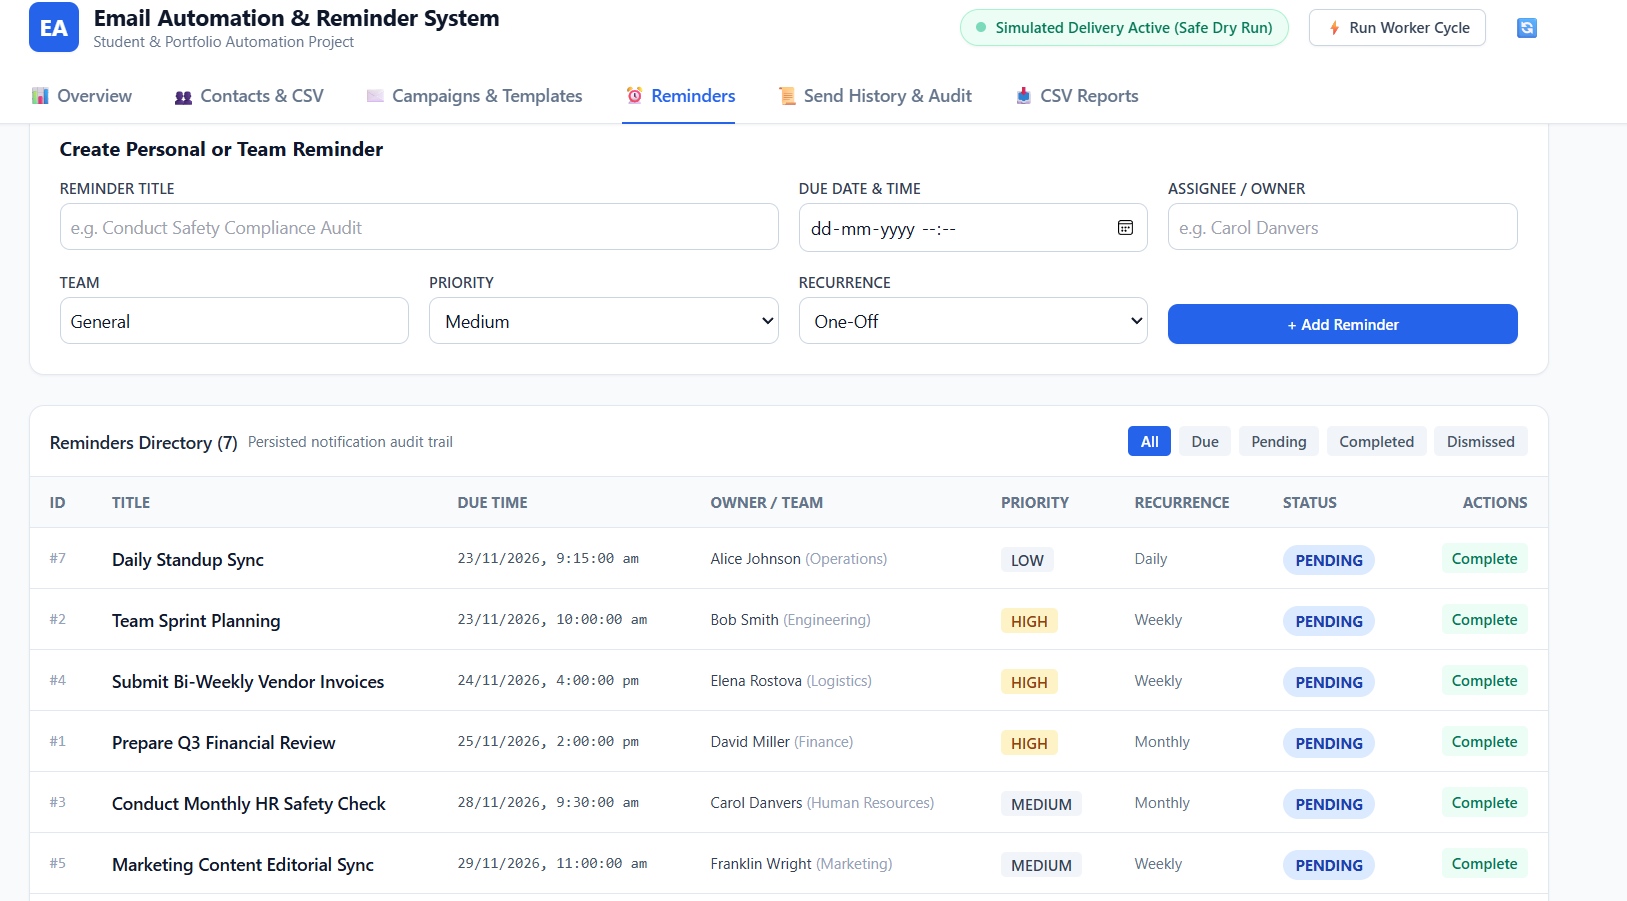 EA
Email Automation & Reminder System
Student & Portfolio Automation Project
Simulated Delivery Active (Safe Dry Run)
Run Worker Cycle
Overview
Contacts & CSV
Campaigns & Templates
Reminders
Send History & Audit
CSV Reports
Create Personal or Team Reminder
REMINDER TITLE
DUE DATE & TIME
ASSIGNEE / OWNER
e.g. Conduct Safety Compliance Audit
dd-mm-yyyy --:--
e.g. Carol Danvers
TEAM
PRIORITY
RECURRENCE
General
Medium
One-Off
+ Add Reminder
Reminders Directory (7) Persisted notification audit trail
All Due Pending Completed Dismissed
ID TITLE DUE TIME OWNER / TEAM PRIORITY RECURRENCE STATUS ACTIONS
#7 Daily Standup Sync 23/11/2026, 9:15:00 am Alice Johnson (Operations) LOW Daily PENDING Complete
#2 Team Sprint Planning 23/11/2026, 10:00:00 am Bob Smith (Engineering) HIGH Weekly PENDING Complete
#4 Submit Bi-Weekly Vendor Invoices 24/11/2026, 4:00:00 pm Elena Rostova (Logistics) HIGH Weekly PENDING Complete
#1 Prepare Q3 Financial Review 25/11/2026, 2:00:00 pm David Miller (Finance) HIGH Monthly PENDING Complete
#3 Conduct Monthly HR Safety Check 28/11/2026, 9:30:00 am Carol Danvers (Human Resources) MEDIUM Monthly PENDING Complete
#5 Marketing Content Editorial Sync 29/11/2026, 11:00:00 am Franklin Wright (Marketing) MEDIUM Weekly PENDING Complete